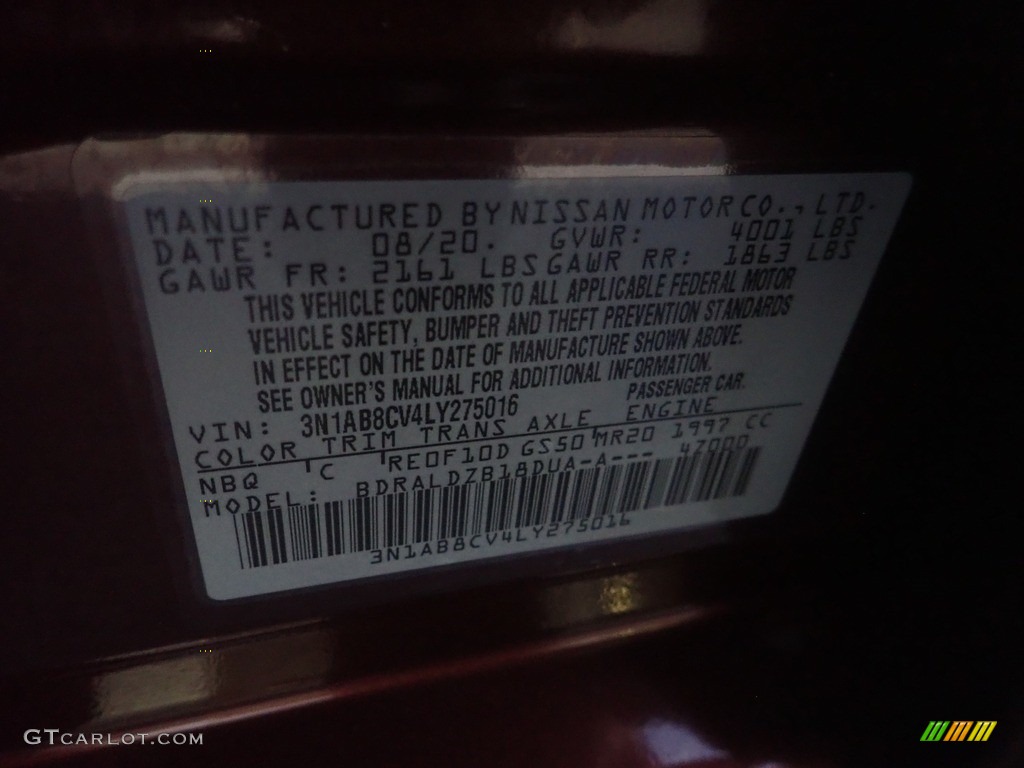 MANUFACTURED BY NISSAN MOTOR CO., LTD.
DATE: 08/20. GVWR: 4001 LBS
GAWR FR: 2161 LBS GAWR RR: 1863 LBS
THIS VEHICLE CONFORMS TO ALL APPLICABLE FEDERAL MOTOR
VEHICLE SAFETY, BUMPER AND THEFT PREVENTION STANDARDS
IN EFFECT ON THE DATE OF MANUFACTURE SHOWN ABOVE.
SEE OWNER'S MANUAL FOR ADDITIONAL INFORMATION.
VIN: 3N1AB8CV4LY275016 PASSENGER CAR.
COLOR TRIM TRANS AXLE ENGINE
NBQ C RE0F10D GS50 MR20 1997 CC
MODEL: BDRALDZB18DUA-A--- 47000
3N1AB8CV4LY275016
GTCARLOT.COM